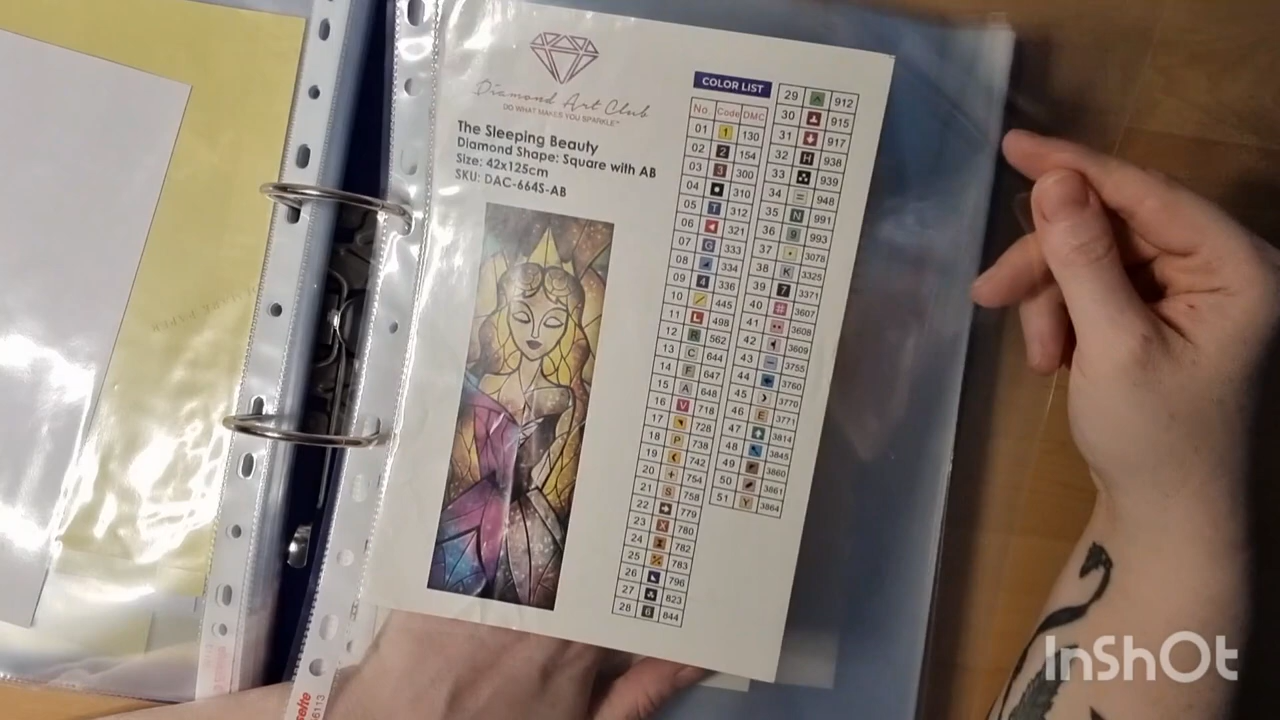 Diamond Art Club
DO WHAT MAKES YOU SPARKLE™
The Sleeping Beauty
Diamond Shape: Square with AB
Size: 42x125cm
SKU: DAC-664S-AB
COLOR LIST
No. Code DMC
01 1 130
02 2 154
03 3 300
04 310
05 T 312
06 321
07 G 333
08 334
09 4 336
10 445
11 L 498
12 R 562
13 C 644
14 F 647
15 A 648
16 V 718
17 728
18 P 738
19 742
20 + 754
21 S 758
22 779
23 X 780
24 782
25 783
26 796
27 823
28 6 844
29 912
30 915
31 917
32 H 938
33 939
34 = 948
35 N 991
36 9 993
37 3078
38 K 3325
39 7 3371
40 # 3607
41 3608
42 3609
43 3755
44 3760
45 3770
46 E 3771
47 3814
48 3845
49 3860
50 3861
51 Y 3864
InShOt